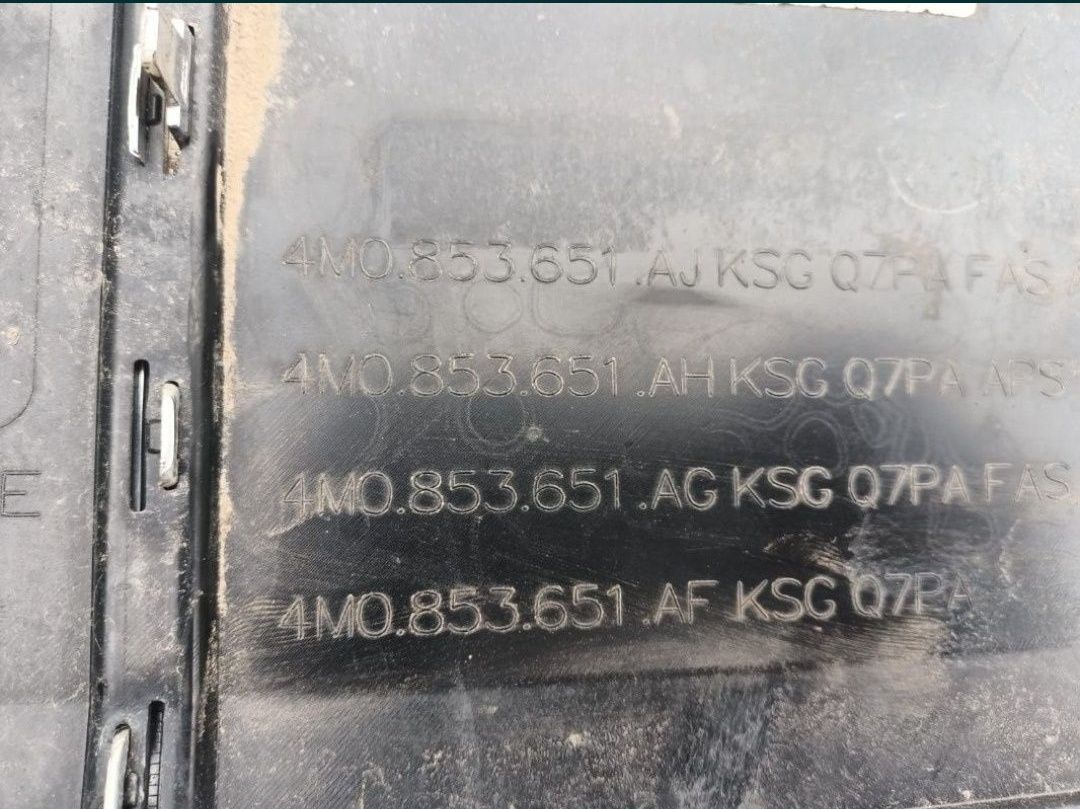 4M0.853.651.AJ KSG Q7PA FAS
4M0.853.651.AH KSG Q7PA
4M0.853.651.AG KSG Q7PA FAS
4M0.853.651.AF KSG Q7PA
E